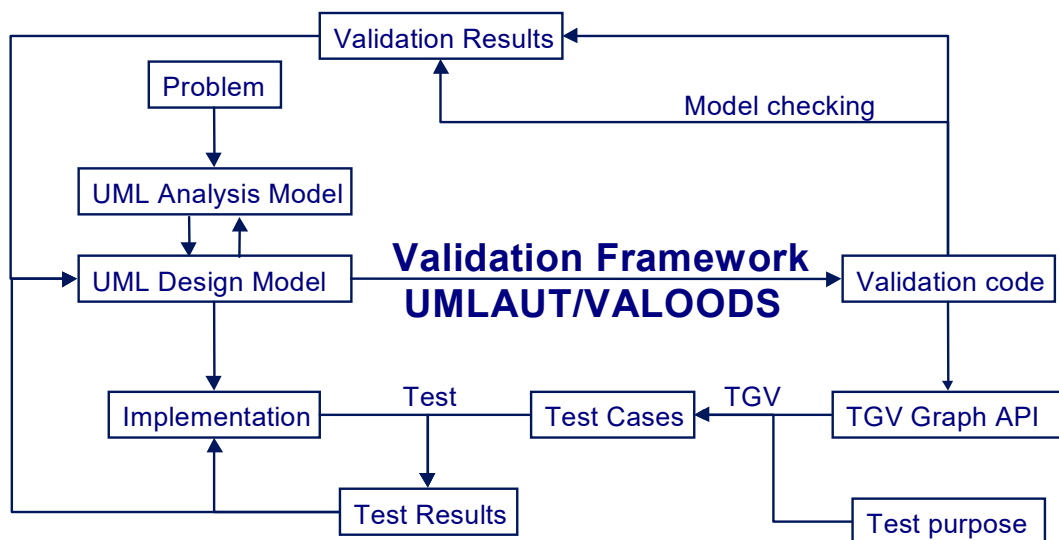 Validation Results
Problem
Model checking
UML Analysis Model
Validation Framework
UML Design Model
Validation code
UMLAUT/VALOODS
Test
TGV
Implementation
Test Cases
TGV Graph API
Test Results
Test purpose